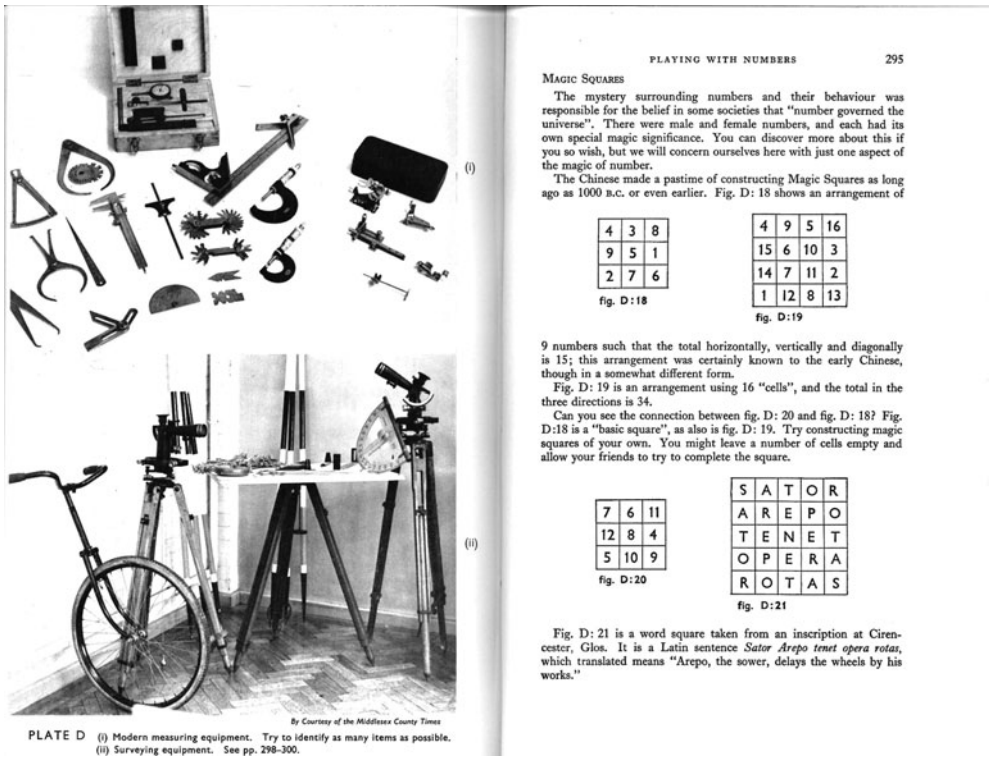 (i)
(ii)
By Courtesy of the Middlesex County Times
PLATE D (i) Modern measuring equipment. Try to identify as many items as possible.
(ii) Surveying equipment. See pp. 298-300.
PLAYING WITH NUMBERS 295
MAGIC SQUARES
The mystery surrounding numbers and their behaviour was
responsible for the belief in some societies that "number governed the
universe". There were male and female numbers, and each had its
own special magic significance. You can discover more about this if
you so wish, but we will concern ourselves here with just one aspect of
the magic of number.
The Chinese made a pastime of constructing Magic Squares as long
ago as 1000 B.C. or even earlier. Fig. D: 18 shows an arrangement of
4 3 8
9 5 1
2 7 6
fig. D:18
4 9 5 16
15 6 10 3
14 7 11 2
1 12 8 13
fig. D:19
9 numbers such that the total horizontally, vertically and diagonally
is 15; this arrangement was certainly known to the early Chinese,
though in a somewhat different form.
Fig. D: 19 is an arrangement using 16 "cells", and the total in the
three directions is 34.
Can you see the connection between fig. D: 20 and fig. D: 18? Fig.
D:18 is a "basic square", as also is fig. D: 19. Try constructing magic
squares of your own. You might leave a number of cells empty and
allow your friends to try to complete the square.
7 6 11
12 8 4
5 10 9
fig. D:20
S A T O R
A R E P O
T E N E T
O P E R A
R O T A S
fig. D:21
Fig. D: 21 is a word square taken from an inscription at Ciren-
cester, Glos. It is a Latin sentence Sator Arepo tenet opera rotas,
which translated means "Arepo, the sower, delays the wheels by his
works."